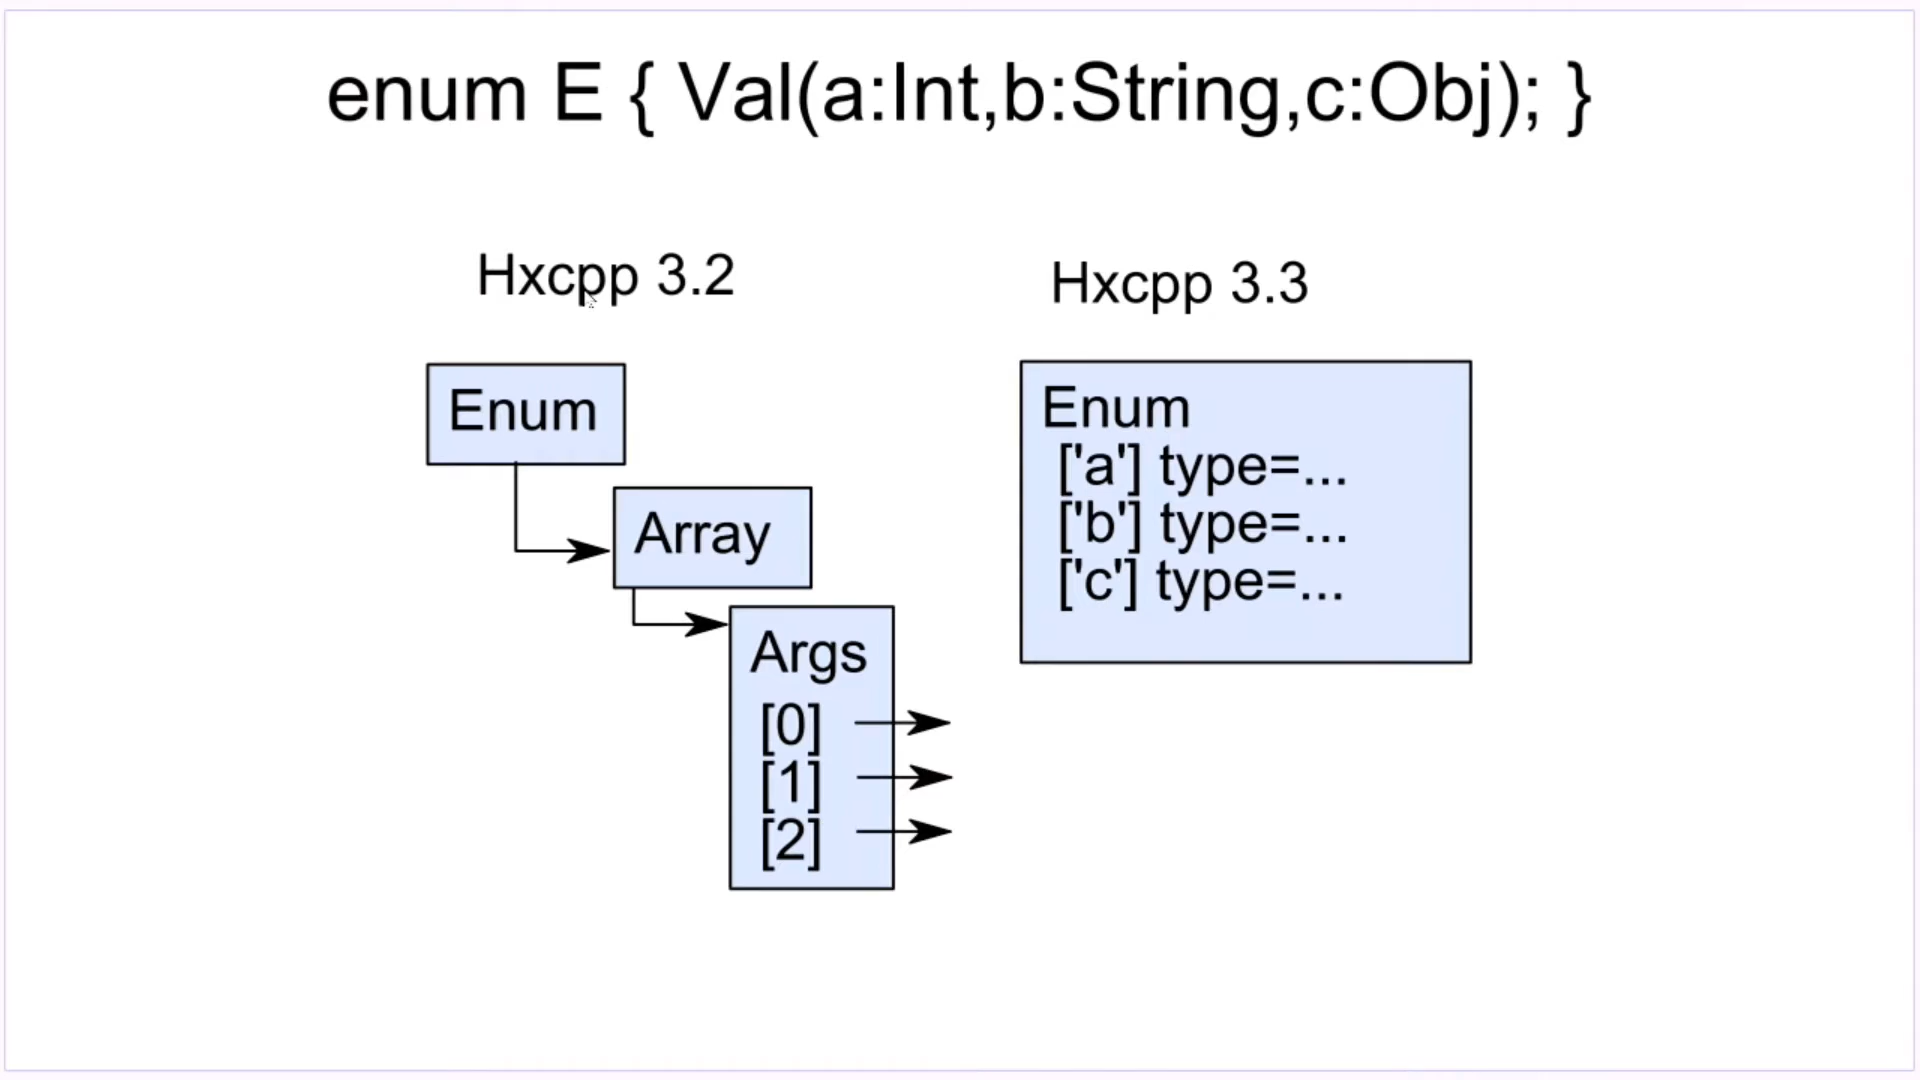 enum E { Val(a:Int,b:String,c:Obj); }
Hxcpp 3.2
Enum
Array
Args
[0]
[1]
[2]
Hxcpp 3.3
Enum
['a'] type=...
['b'] type=...
['c'] type=...